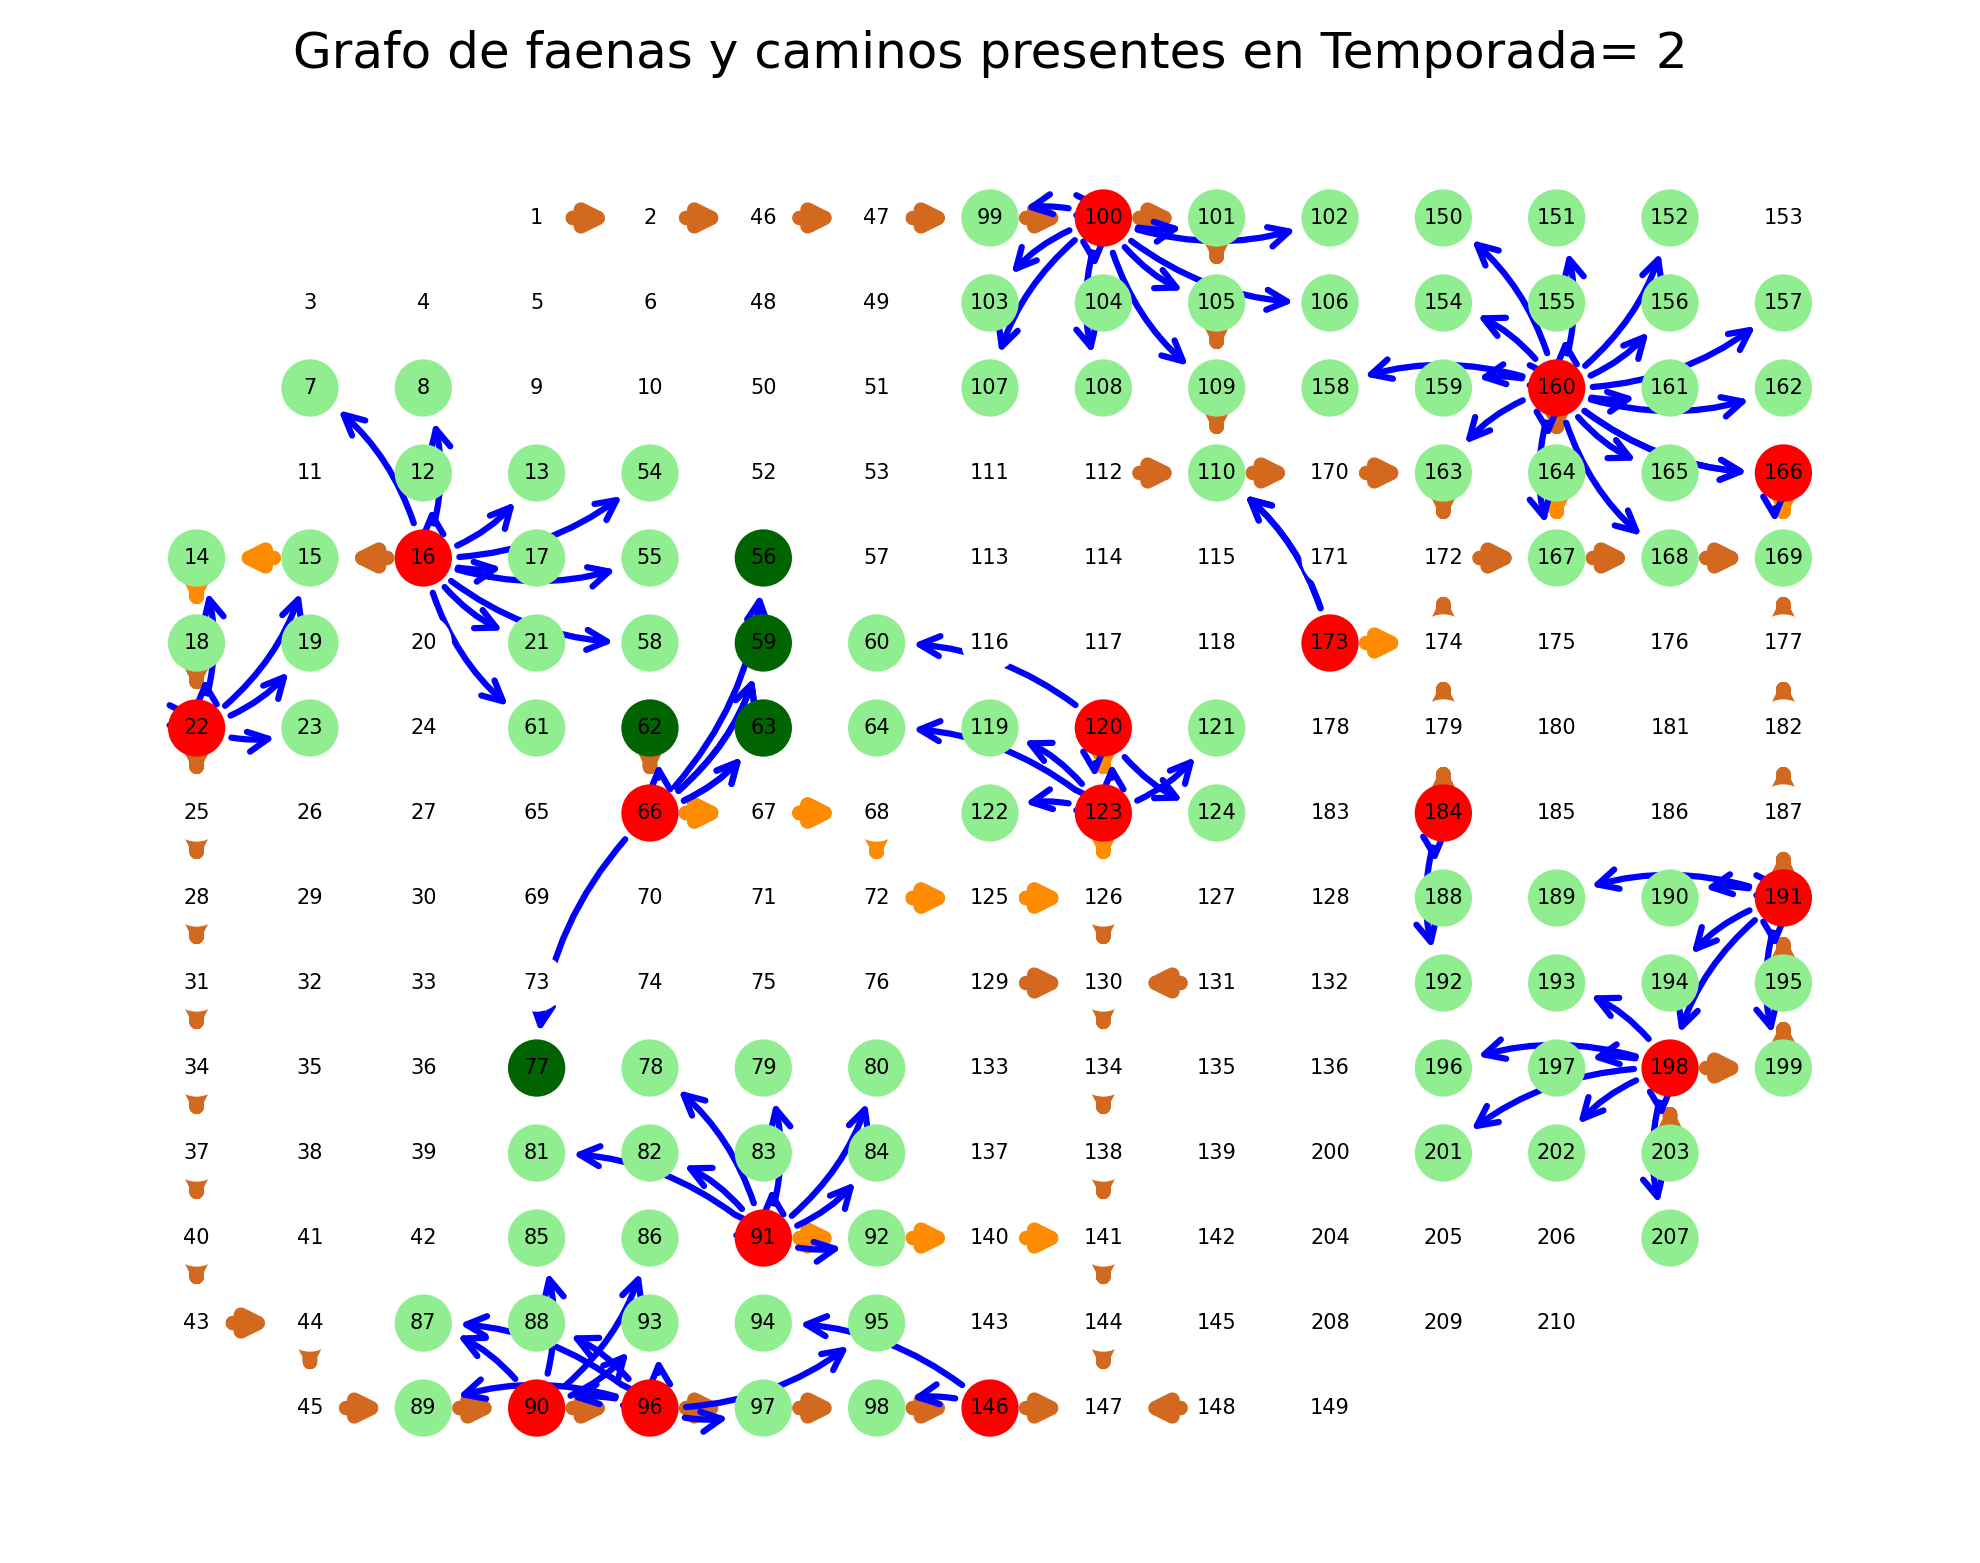 Grafo de faenas y caminos presentes en Temporada= 2
1 2 46 47 99 100 101 102 150 151 152 153
3 4 5 6 48 49 103 104 105 106 154 155 156 157
7 8 9 10 50 51 107 108 109 158 159 160 161 162
11 12 13 54 52 53 111 112 110 170 163 164 165 166
14 15 16 17 55 56 57 113 114 115 171 172 167 168 169
18 19 20 21 58 59 60 116 117 118 173 174 175 176 177
22 23 24 61 62 63 64 119 120 121 178 179 180 181 182
25 26 27 65 66 67 68 122 123 124 183 184 185 186 187
28 29 30 69 70 71 72 125 126 127 128 188 189 190 191
31 32 33 73 74 75 76 129 130 131 132 192 193 194 195
34 35 36 77 78 79 80 133 134 135 136 196 197 198 199
37 38 39 81 82 83 84 137 138 139 200 201 202 203
40 41 42 85 86 91 92 140 141 142 204 205 206 207
43 44 87 88 93 94 95 143 144 145 208 209 210
45 89 90 96 97 98 146 147 148 149